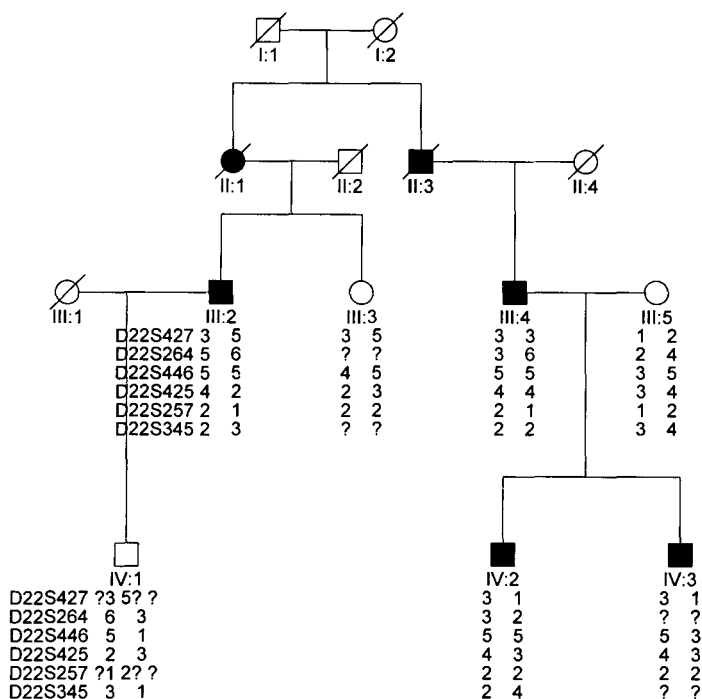 I:1 I:2
II:1 II:2 II:3 II:4
III:1 III:2 III:3 III:4 III:5
D22S427 3 5 3 5 3 3 1 2
D22S264 5 6 ? ? 3 6 2 4
D22S446 5 5 4 5 5 5 3 5
D22S425 4 2 2 3 4 4 3 4
D22S257 2 1 2 2 2 1 1 2
D22S345 2 3 ? ? 2 2 3 4
IV:1 IV:2 IV:3
D22S427 ?3 5? ? 3 1 3 1
D22S264 6 3 3 2 ? ?
D22S446 5 1 5 5 5 3
D22S425 2 3 4 3 4 3
D22S257 ?1 2? ? 2 2 2 2
D22S345 3 1 2 4 ? ?